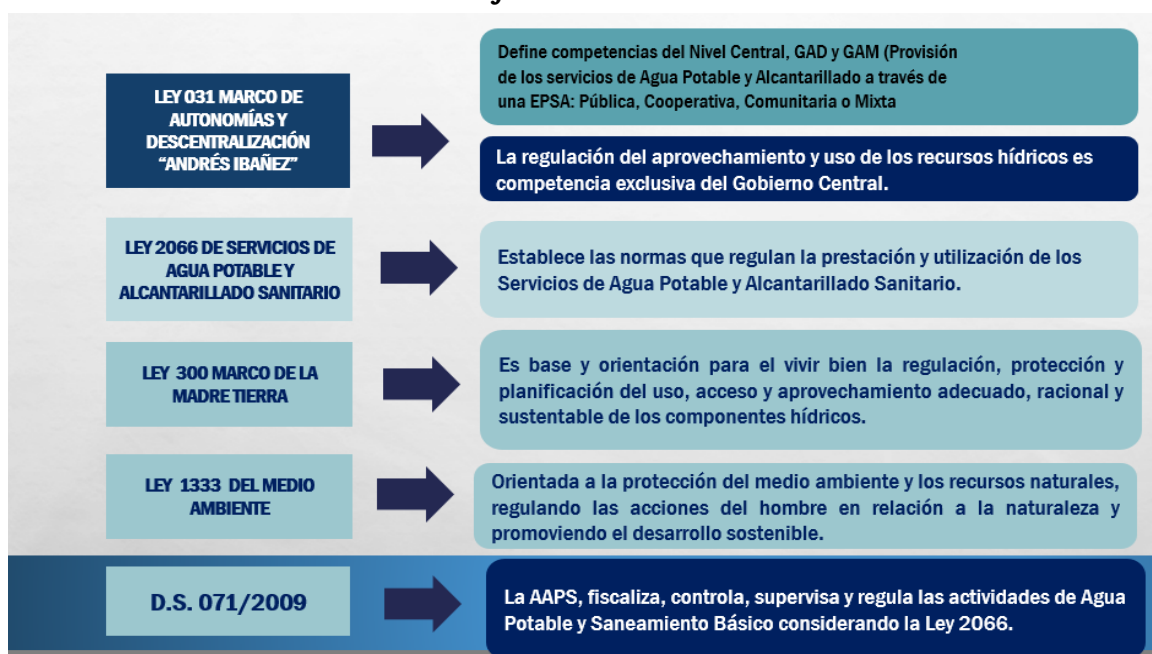 LEY 031 MARCO DE
AUTONOMÍAS Y
DESCENTRALIZACIÓN
“ANDRÉS IBAÑEZ”
Define competencias del Nivel Central, GAD y GAM (Provisión
de los servicios de Agua Potable y Alcantarillado a través de
una EPSA: Pública, Cooperativa, Comunitaria o Mixta
La regulación del aprovechamiento y uso de los recursos hídricos es
competencia exclusiva del Gobierno Central.
LEY 2066 DE SERVICIOS DE
AGUA POTABLE Y
ALCANTARILLADO SANITARIO
Establece las normas que regulan la prestación y utilización de los
Servicios de Agua Potable y Alcantarillado Sanitario.
LEY 300 MARCO DE LA
MADRE TIERRA
Es base y orientación para el vivir bien la regulación, protección y
planificación del uso, acceso y aprovechamiento adecuado, racional y
sustentable de los componentes hídricos.
LEY 1333 DEL MEDIO
AMBIENTE
Orientada a la protección del medio ambiente y los recursos naturales,
regulando las acciones del hombre en relación a la naturaleza y
promoviendo el desarrollo sostenible.
D.S. 071/2009
La AAPS, fiscaliza, controla, supervisa y regula las actividades de Agua
Potable y Saneamiento Básico considerando la Ley 2066.